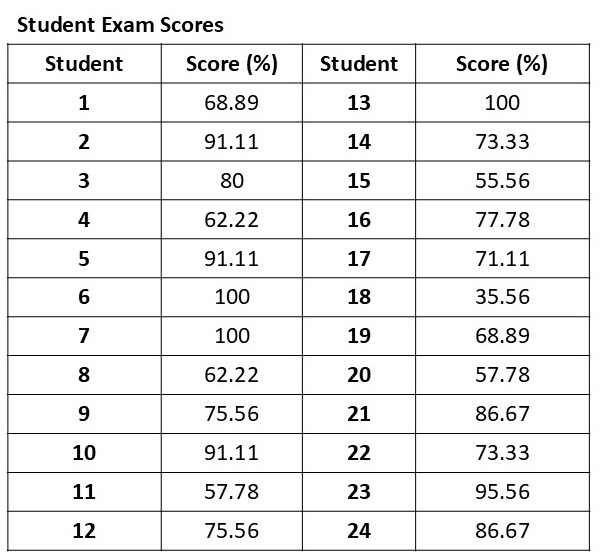 Student Exam Scores
Student Score (%) Student Score (%)
1 68.89 13 100
2 91.11 14 73.33
3 80 15 55.56
4 62.22 16 77.78
5 91.11 17 71.11
6 100 18 35.56
7 100 19 68.89
8 62.22 20 57.78
9 75.56 21 86.67
10 91.11 22 73.33
11 57.78 23 95.56
12 75.56 24 86.67